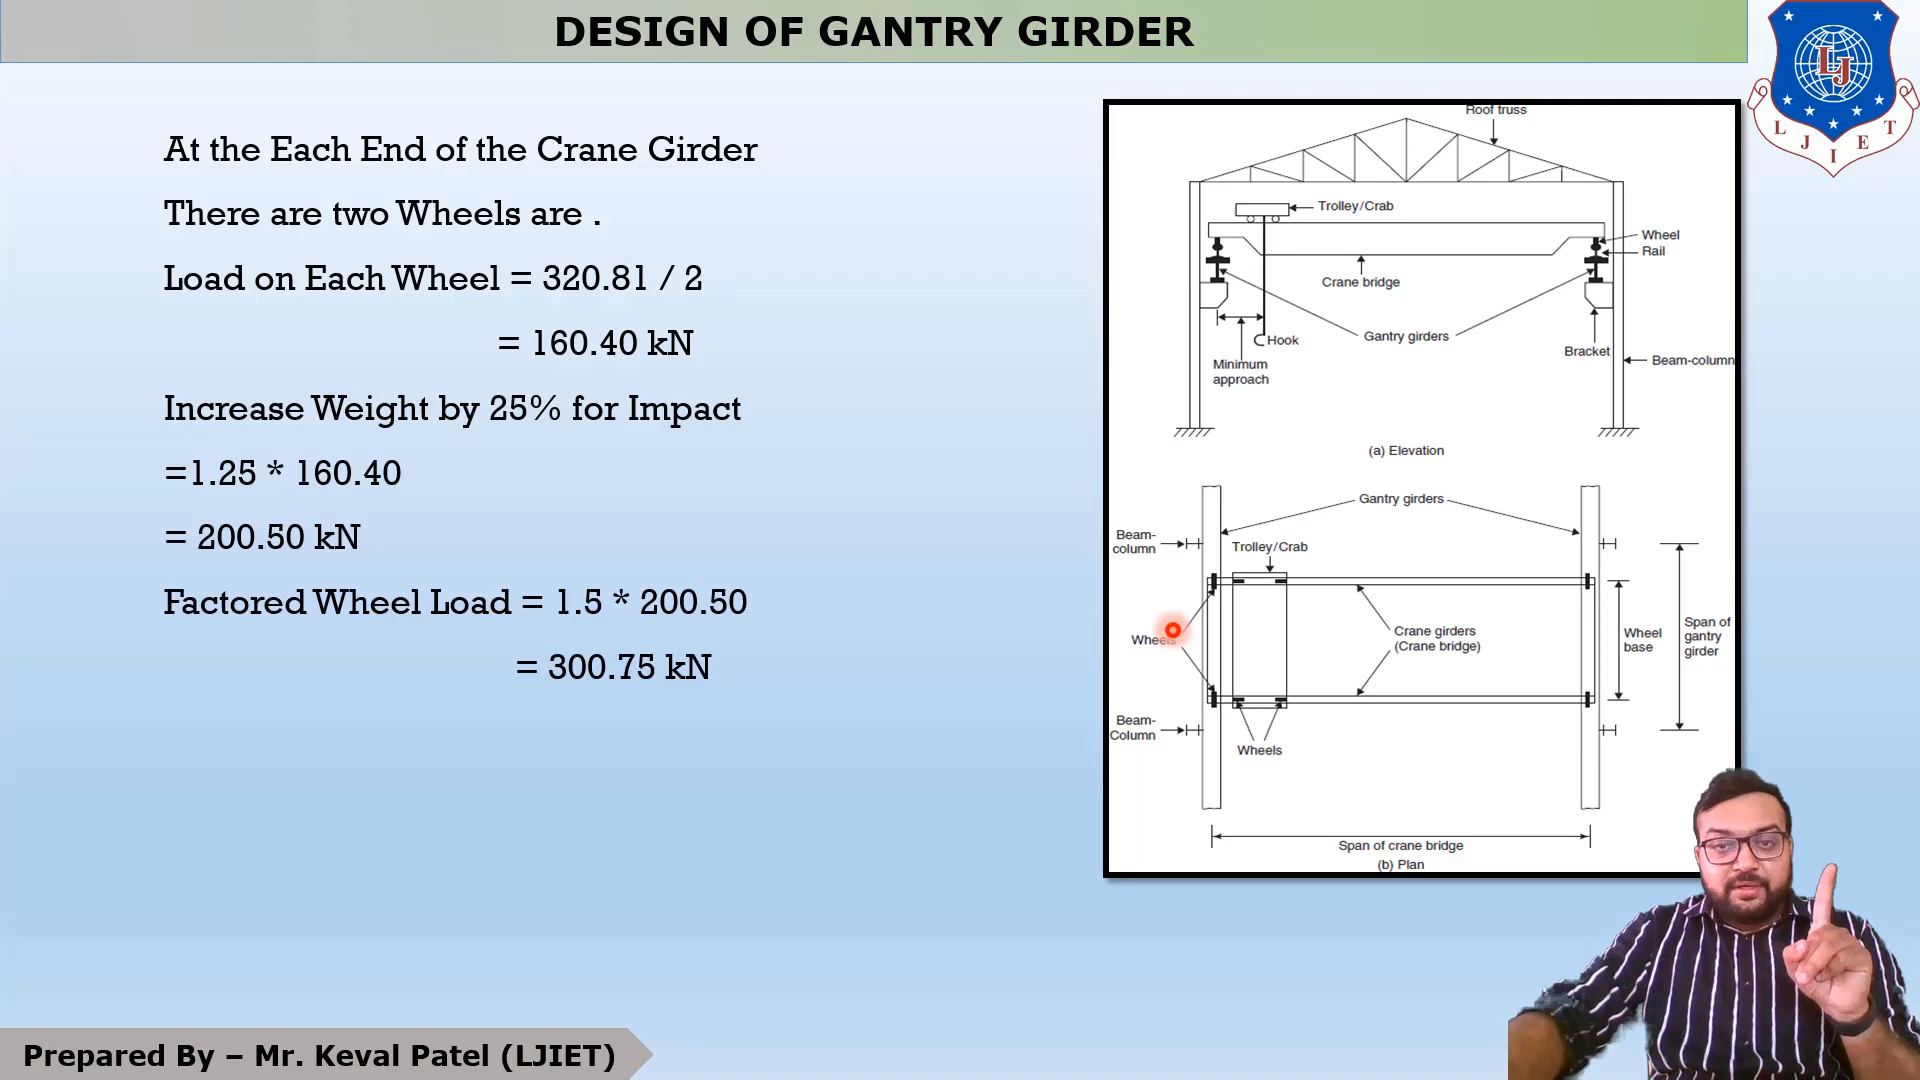 DESIGN OF GANTRY GIRDER
At the Each End of the Crane Girder
There are two Wheels are .
Load on Each Wheel = 320.81 / 2
= 160.40 kN
Increase Weight by 25% for Impact
=1.25 * 160.40
= 200.50 kN
Factored Wheel Load = 1.5 * 200.50
= 300.75 kN
Roof truss
Trolley/Crab
Wheel
Rail
Crane bridge
Gantry girders
Hook
Bracket
Beam-column
Minimum
approach
(a) Elevation
Gantry girders
Beam-
column
Trolley/Crab
Wheels
Crane girders
(Crane bridge)
Wheel
base
Span of
gantry
girder
Beam-
Column
Wheels
Span of crane bridge
(b) Plan
LJ
L J I E T
Prepared By – Mr. Keval Patel (LJIET)